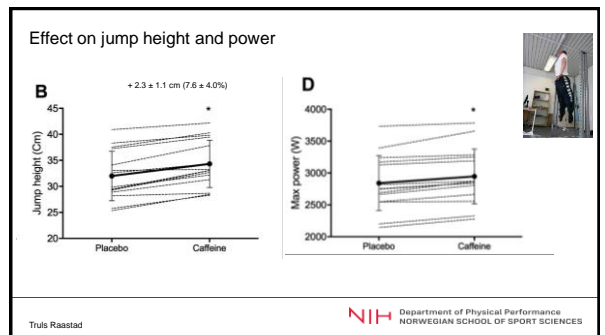 Effect on jump height and power
+ 2.3 ± 1.1 cm (7.6 ± 4.0%)
B
*
45
40
35
30
25
20
Jump height (Cm)
Placebo
Caffeine
D
*
4000
3500
3000
2500
2000
Max power (W)
Placebo
Caffeine
Truls Raastad
NIH
Department of Physical Performance
NORWEGIAN SCHOOL OF SPORT SCIENCES